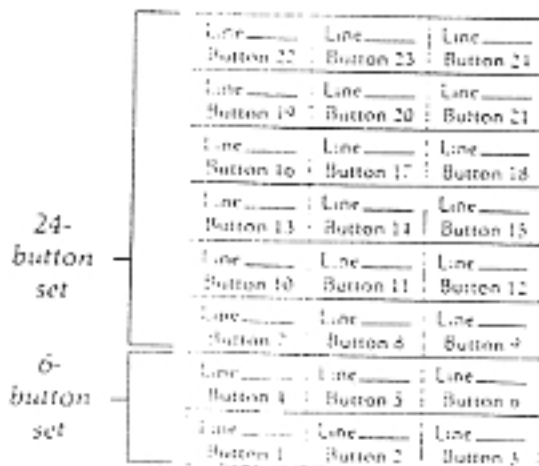 Line____ Line____ Line____
Button 22 Button 23 Button 24
Line____ Line____ Line____
Button 19 Button 20 Button 21
Line____ Line____ Line____
Button 16 Button 17 Button 18
Line____ Line____ Line____
Button 13 Button 14 Button 15
Line____ Line____ Line____
Button 10 Button 11 Button 12
Line____ Line____ Line____
Button 7 Button 8 Button 9
24-
button
set
Line____ Line____ Line____
Button 4 Button 5 Button 6
Line____ Line____ Line____
Button 1 Button 2 Button 3
6-
button
set